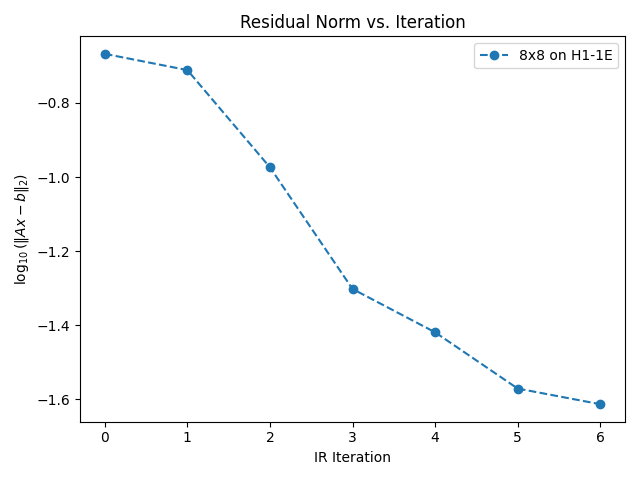 Residual Norm vs. Iteration
8x8 on H1-1E
log₁₀(‖Ax − b‖₂)
−0.8
−1.0
−1.2
−1.4
−1.6
0 1 2 3 4 5 6
IR Iteration